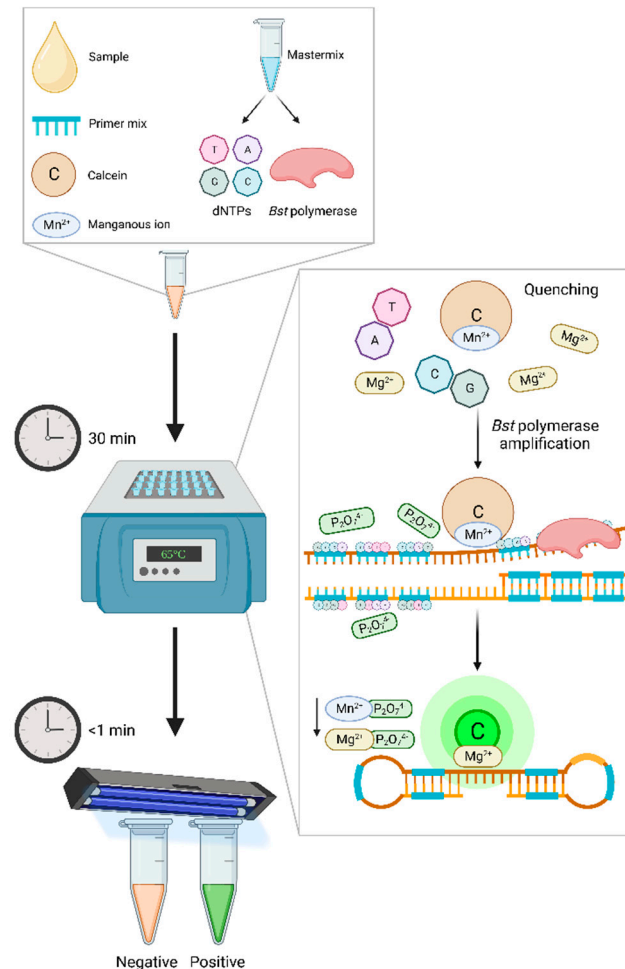 Sample
Mastermix
Primer mix
T A
G C
C
Calcein
dNTPs
Bst polymerase
Mn²⁺
Manganous ion
30 min
65°C
<1 min
Negative Positive
Quenching
T
A
C
Mn²⁺
Mg²⁺
Mg²⁺
C
G
Mg²⁺
Bst polymerase
amplification
P₂O₇⁴⁻
P₂O₇⁴⁻
C
Mn²⁺
P₂O₇⁴⁻
Mn²⁺ P₂O₇⁴⁻
Mg²⁺ P₂O₇⁴⁻
C
Mg²⁺